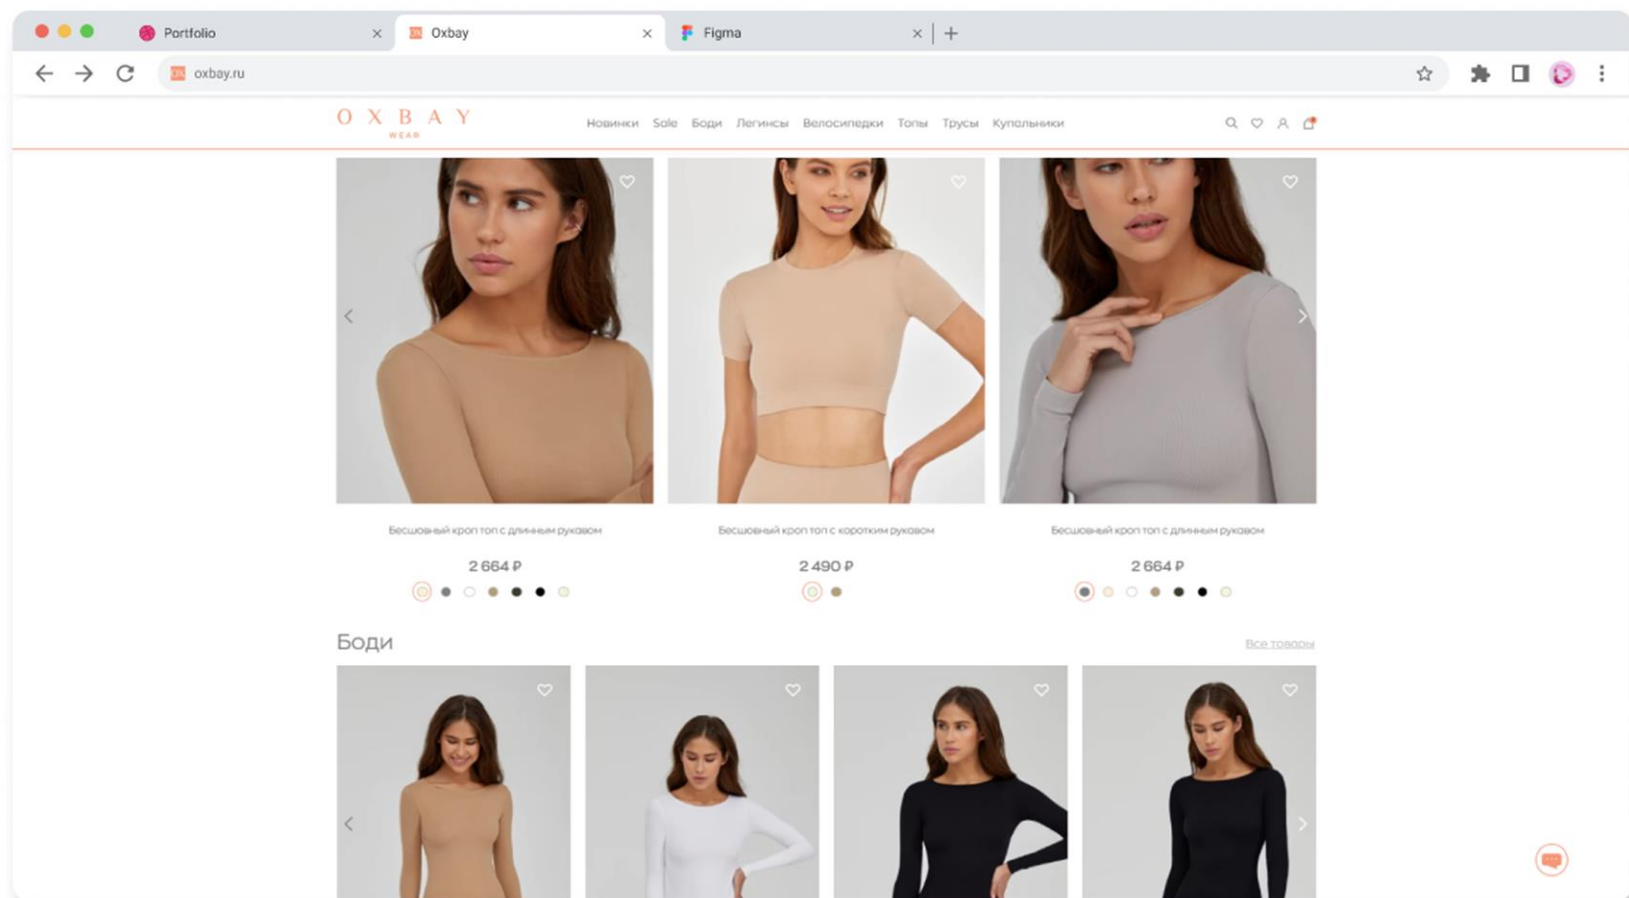 Portfolio
Oxbay
Figma
oxbay.ru
OXBAY
WEAR
Новинки Sale Боди Легинсы Велосипедки Топы Трусы Купальники
Бесшовный кроп топ с длинным рукавом
Бесшовный кроп топ с коротким рукавом
Бесшовный кроп топ с длинным рукавом
2 664 ₽
2 490 ₽
2 664 ₽
Боди
Все товары